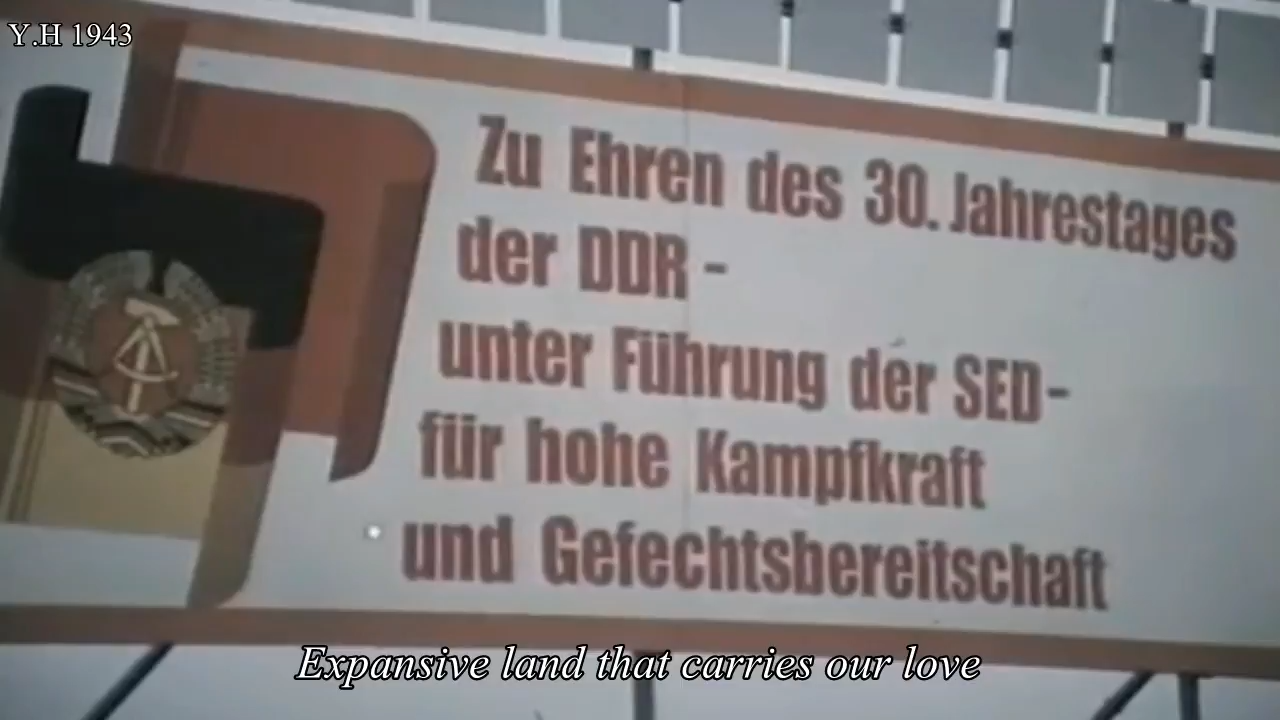 Y.H 1943
Zu Ehren des 30. Jahrestages
der DDR -
unter Führung der SED-
für hohe Kampfkraft
und Gefechtsbereitschaft
Expansive land that carries our love